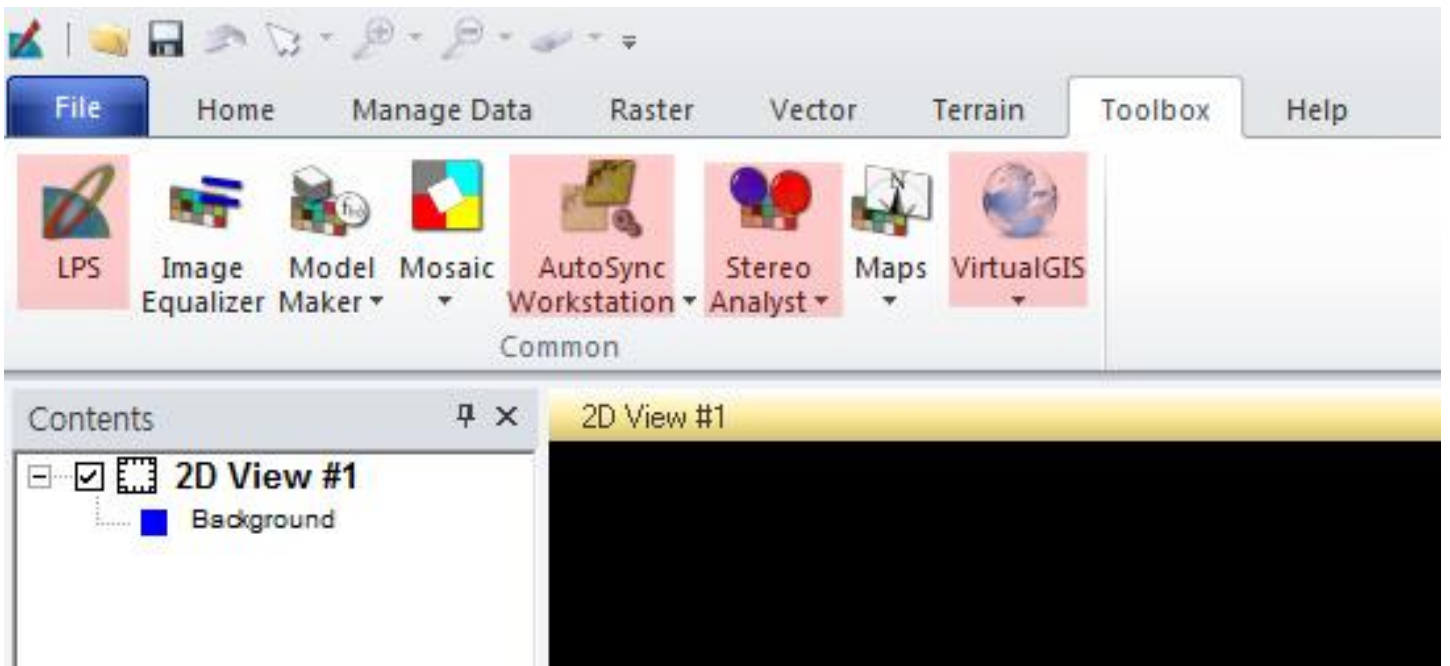 File Home Manage Data Raster Vector Terrain Toolbox Help
LPS Image Equalizer Model Maker Mosaic AutoSync Workstation Stereo Analyst Maps VirtualGIS
Common
Contents
2D View #1
2D View #1
Background